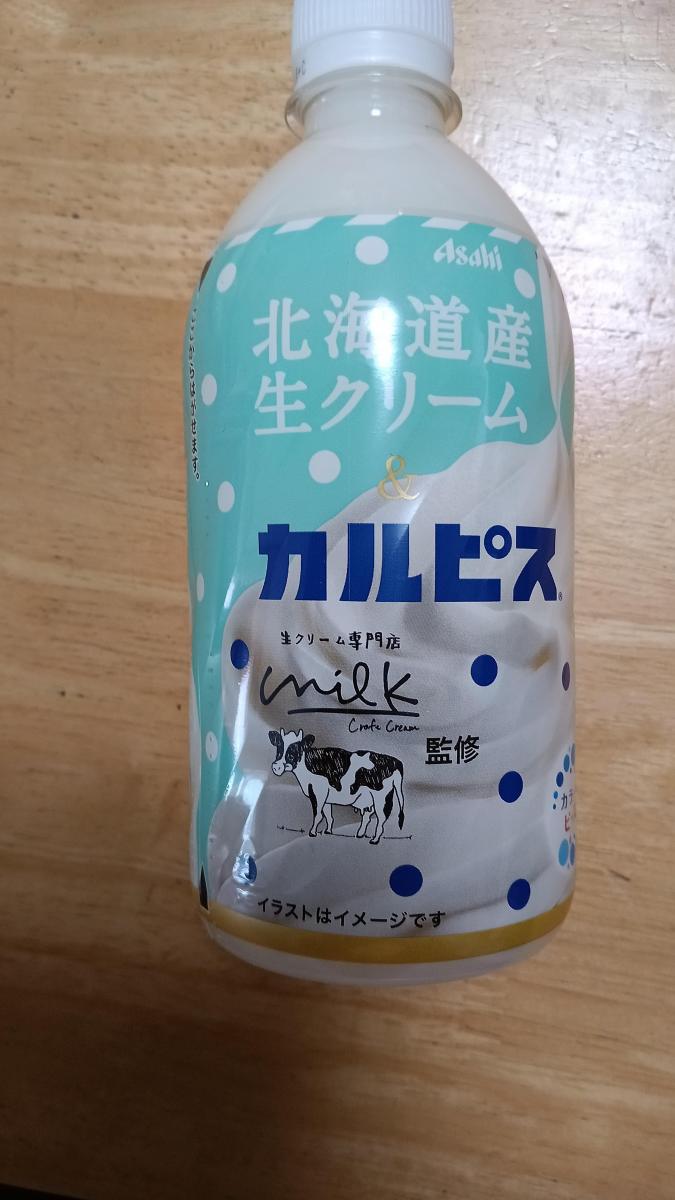 Asahi
北海道産
生クリーム
&
カルピス®
生クリーム専門店
milk
Craft Cream
監修
イラストはイメージです